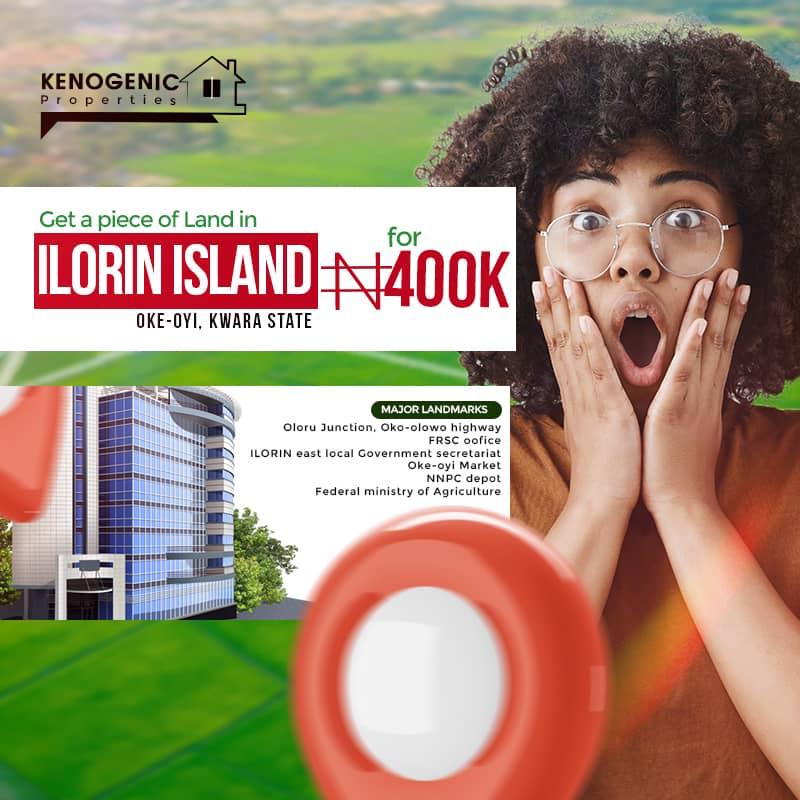 KENOGENIC
Properties
Get a piece of Land in
ILORIN ISLAND
for
₦400K
OKE-OYI, KWARA STATE
MAJOR LANDMARKS
Oloru Junction, Oko-olowo highway
FRSC oofice
ILORIN east local Government secretariat
Oke-oyi Market
NNPC depot
Federal ministry of Agriculture